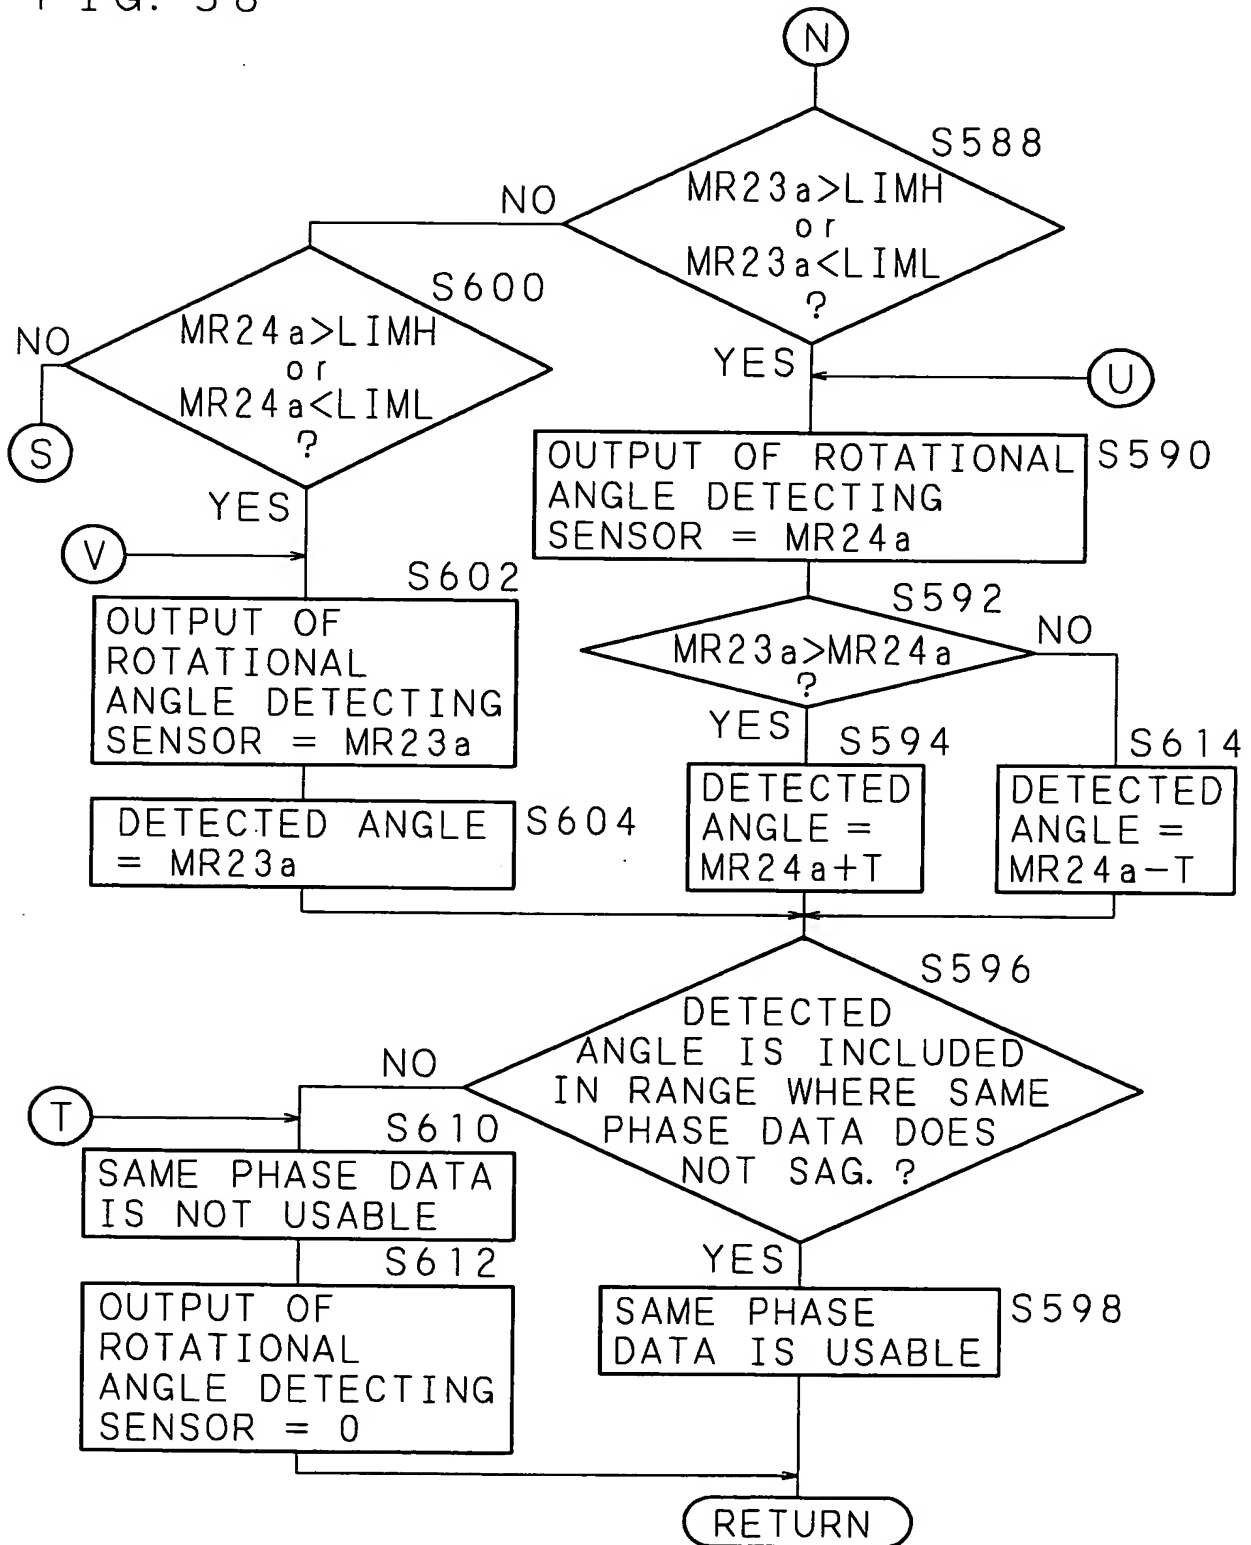 FIG. 58
N
S588
MR23a>LIMH
or
MR23a<LIML
?
NO
YES
U
S600
MR24a>LIMH
or
MR24a<LIML
?
NO
S
YES
V
S590
OUTPUT OF ROTATIONAL
ANGLE DETECTING
SENSOR = MR24a
S602
OUTPUT OF
ROTATIONAL
ANGLE DETECTING
SENSOR = MR23a
S592
MR23a>MR24a
?
NO
YES
S594
DETECTED
ANGLE =
MR24a+T
S614
DETECTED
ANGLE =
MR24a-T
S604
DETECTED ANGLE
= MR23a
S596
DETECTED
ANGLE IS INCLUDED
IN RANGE WHERE SAME
PHASE DATA DOES
NOT SAG. ?
NO
T
YES
S610
SAME PHASE DATA
IS NOT USABLE
S612
OUTPUT OF
ROTATIONAL
ANGLE DETECTING
SENSOR = 0
S598
SAME PHASE
DATA IS USABLE
RETURN